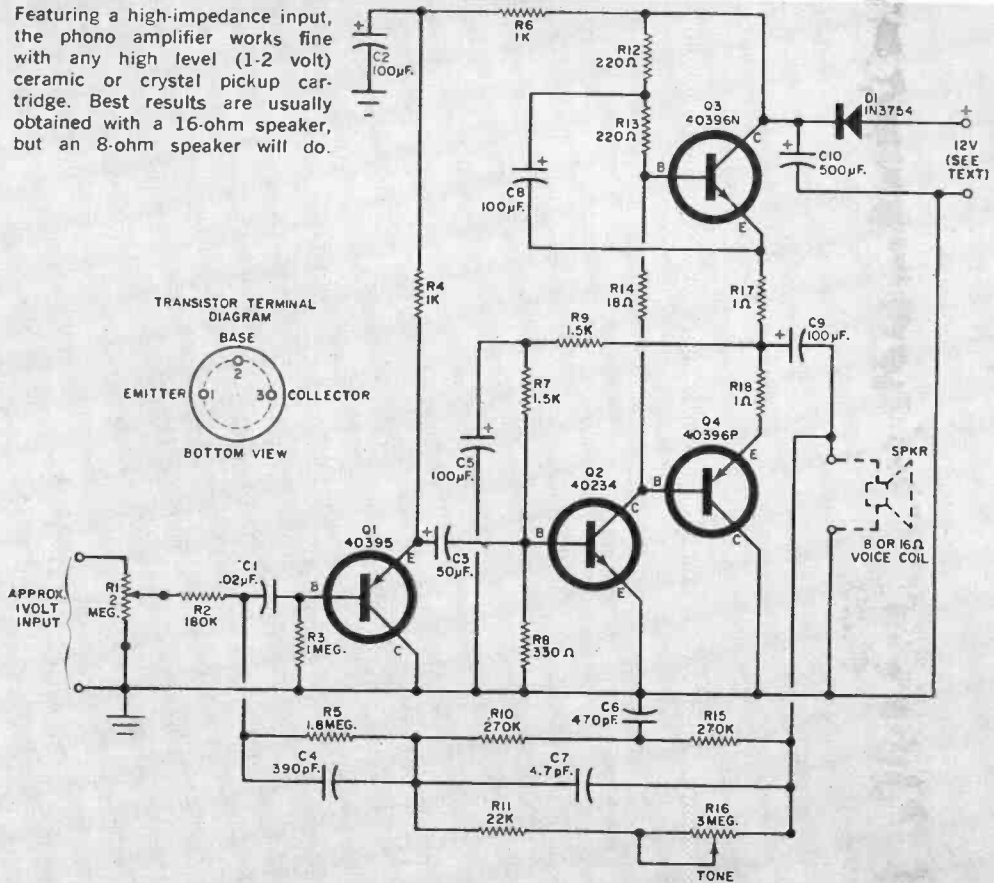 Featuring a high-impedance input,
the phono amplifier works fine
with any high level (1-2 volt)
ceramic or crystal pickup car-
tridge. Best results are usually
obtained with a 16-ohm speaker,
but an 8-ohm speaker will do.
+
C2
100µF.
R6
1K
R12
220Ω
R13
220Ω
Q3
40396N
B
C
E
D1
1N3754
+
12V
(SEE
TEXT)
+
C10
500µF.
+
C8
100µF.
R4
1K
R14
18Ω
R17
1Ω
R9
1.5K
+
C9
100µF.
TRANSISTOR TERMINAL
DIAGRAM
BASE
2
EMITTER
1
3
COLLECTOR
BOTTOM VIEW
R7
1.5K
R18
1Ω
+
C5
100µF.
Q2
40234
B
C
E
Q4
40396P
B
E
C
SPKR
8 OR 16Ω
VOICE COIL
Q1
40395
B
E
C
+
C3
50µF.
APPROX.
1 VOLT
INPUT
R1
2
MEG.
R2
180K
C1
.02µF.
R3
1MEG.
R8
330Ω
R5
1.8MEG.
R10
270K
C6
470pF.
R15
270K
C4
390pF.
C7
4.7pF.
R11
22K
R16
3MEG.
TONE